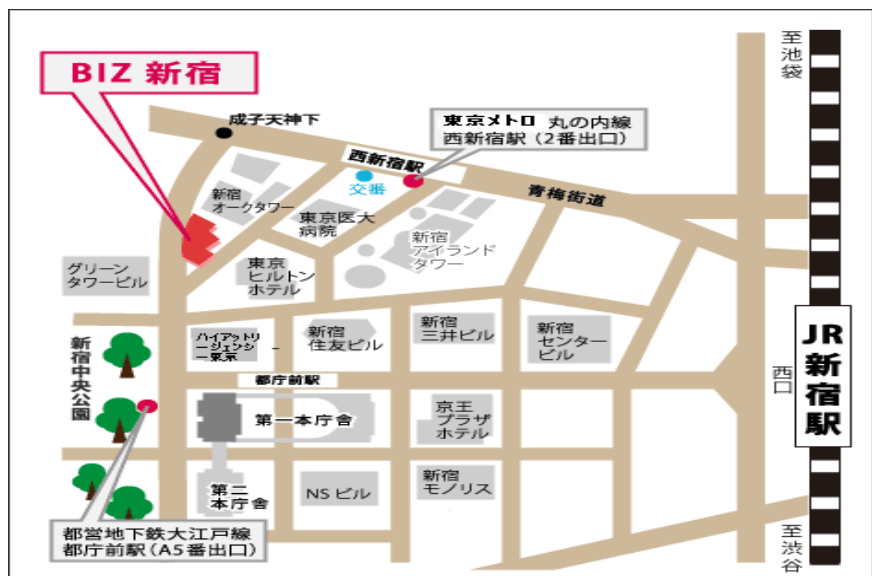 至池袋
BIZ 新宿
成子天神下
東京メトロ 丸の内線
西新宿駅（2番出口）
西新宿駅
交番
青梅街道
新宿
オークタワー
東京医大
病院
新宿
アイランド
タワー
グリーン
タワービル
東京
ヒルトン
ホテル
新宿中央公園
ハイアットリ
ージェンシ
ー東京
新宿
住友ビル
新宿
三井ビル
新宿
センター
ビル
JR新宿駅
西口
都庁前駅
第一本庁舎
京王
プラザ
ホテル
第二
本庁舎
NSビル
新宿
モノリス
都営地下鉄大江戸線
都庁前駅（A5番出口）
至渋谷